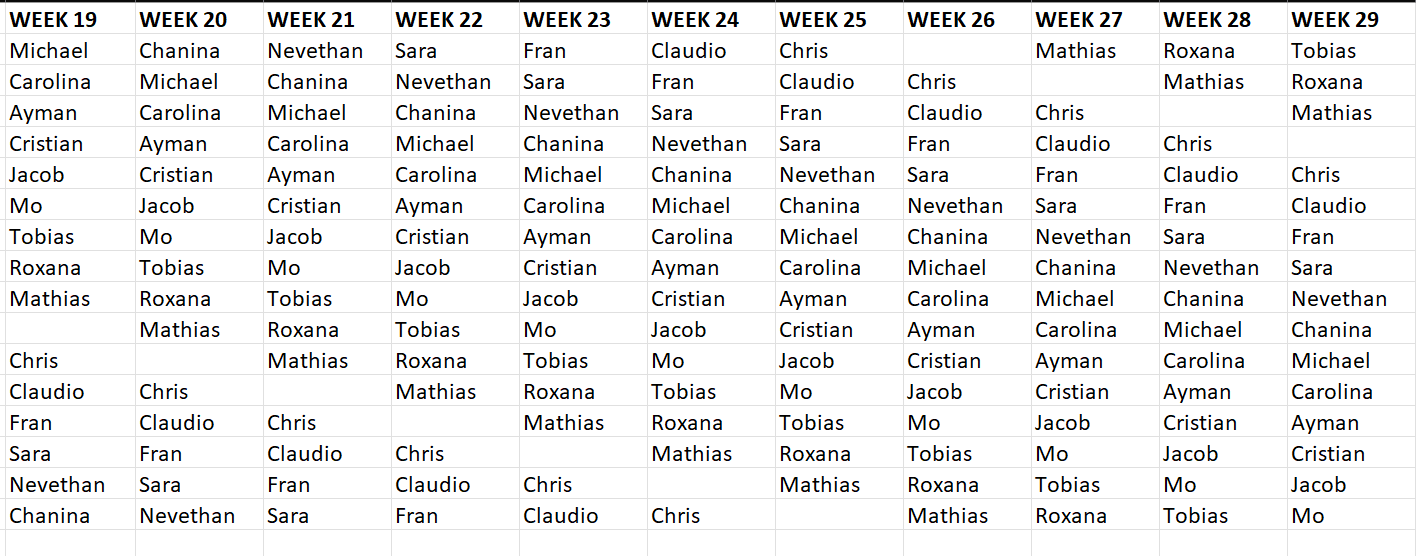 WEEK 19 WEEK 20 WEEK 21 WEEK 22 WEEK 23 WEEK 24 WEEK 25 WEEK 26 WEEK 27 WEEK 28 WEEK 29
Michael Chanina Nevethan Sara Fran Claudio Chris Mathias Roxana Tobias
Carolina Michael Chanina Nevethan Sara Fran Claudio Chris Mathias Roxana
Ayman Carolina Michael Chanina Nevethan Sara Fran Claudio Chris Mathias
Cristian Ayman Carolina Michael Chanina Nevethan Sara Fran Claudio Chris
Jacob Cristian Ayman Carolina Michael Chanina Nevethan Sara Fran Claudio Chris
Mo Jacob Cristian Ayman Carolina Michael Chanina Nevethan Sara Fran Claudio
Tobias Mo Jacob Cristian Ayman Carolina Michael Chanina Nevethan Sara Fran
Roxana Tobias Mo Jacob Cristian Ayman Carolina Michael Chanina Nevethan Sara
Mathias Roxana Tobias Mo Jacob Cristian Ayman Carolina Michael Chanina Nevethan
Mathias Roxana Tobias Mo Jacob Cristian Ayman Carolina Michael Chanina
Chris Mathias Roxana Tobias Mo Jacob Cristian Ayman Carolina Michael
Claudio Chris Mathias Roxana Tobias Mo Jacob Cristian Ayman Carolina
Fran Claudio Chris Mathias Roxana Tobias Mo Jacob Cristian Ayman
Sara Fran Claudio Chris Mathias Roxana Tobias Mo Jacob Cristian
Nevethan Sara Fran Claudio Chris Mathias Roxana Tobias Mo Jacob
Chanina Nevethan Sara Fran Claudio Chris Mathias Roxana Tobias Mo